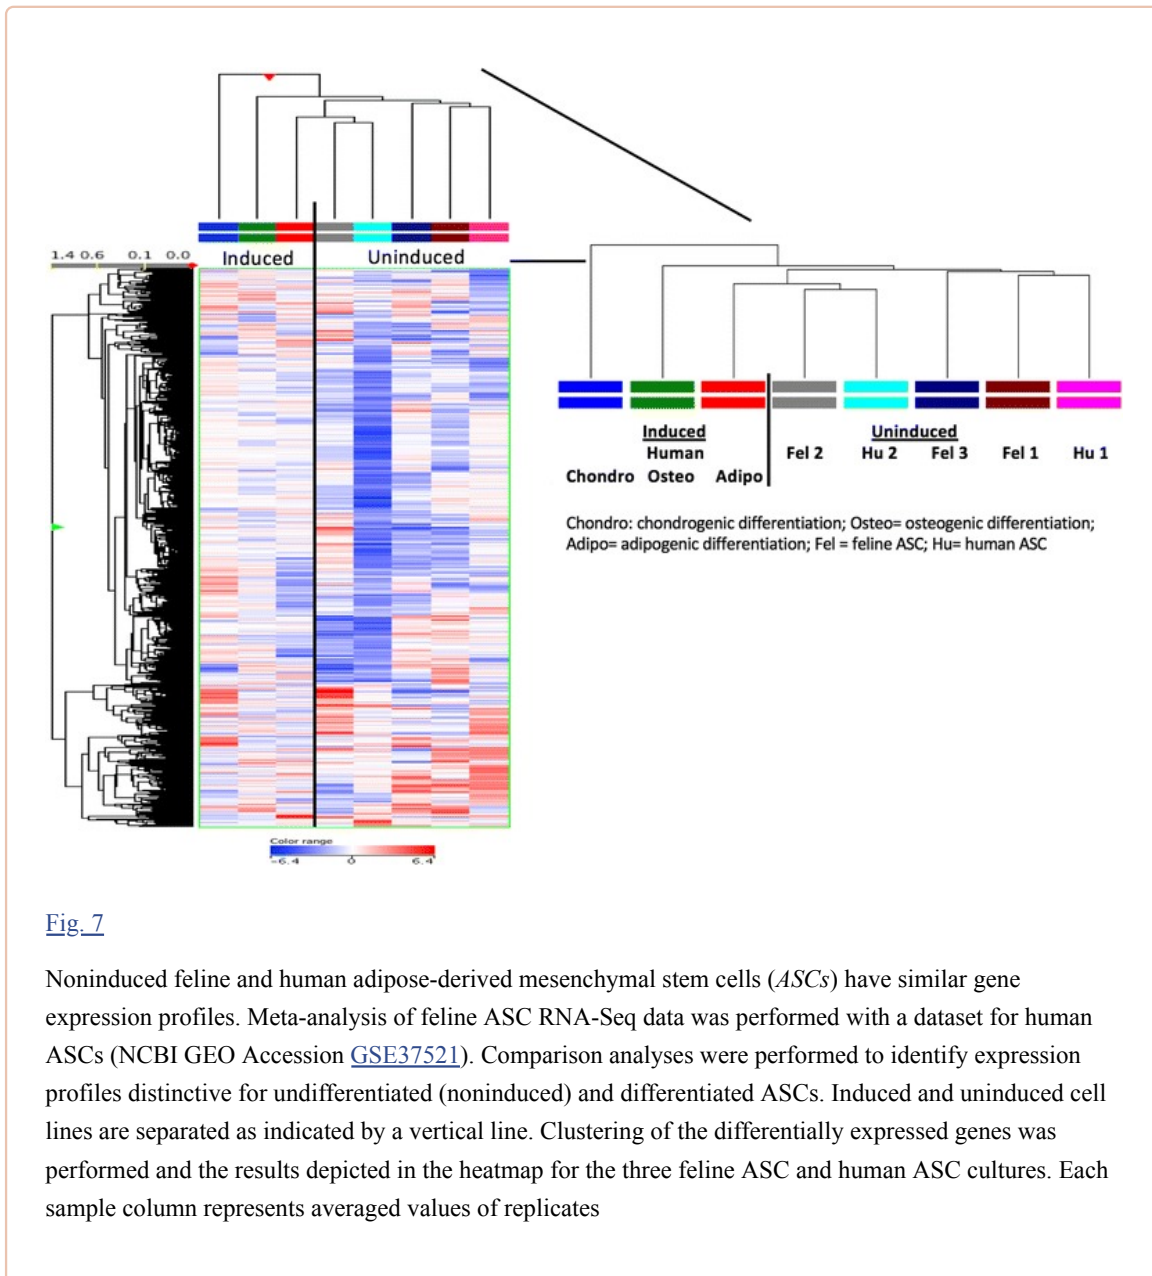 1.4 0.6 0.1 0.0
Induced Uninduced
Color range
-6.4 0 6.4
Induced Uninduced
Human Fel 2 Hu 2 Fel 3 Fel 1 Hu 1
Chondro Osteo Adipo
Chondro: chondrogenic differentiation; Osteo= osteogenic differentiation;
Adipo= adipogenic differentiation; Fel = feline ASC; Hu= human ASC
Fig. 7
Noninduced feline and human adipose-derived mesenchymal stem cells (ASCs) have similar gene
expression profiles. Meta-analysis of feline ASC RNA-Seq data was performed with a dataset for human
ASCs (NCBI GEO Accession GSE37521). Comparison analyses were performed to identify expression
profiles distinctive for undifferentiated (noninduced) and differentiated ASCs. Induced and uninduced cell
lines are separated as indicated by a vertical line. Clustering of the differentially expressed genes was
performed and the results depicted in the heatmap for the three feline ASC and human ASC cultures. Each
sample column represents averaged values of replicates